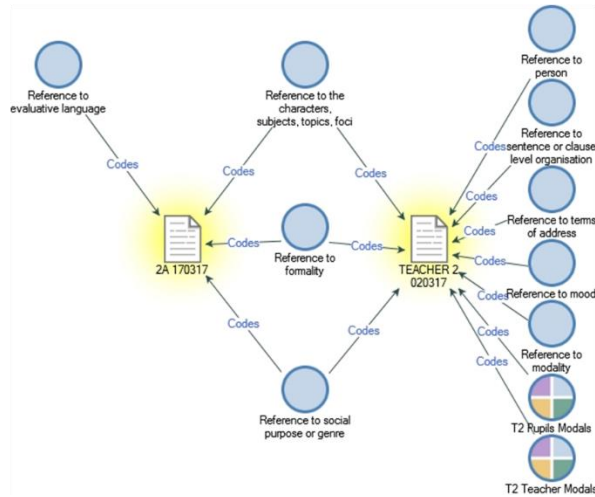 Reference to
person
Reference to
evaluative language
Reference to the
characters,
subjects, topics, foci
Codes
Codes
Codes
Codes
Reference to
sentence or clause
level organisation
Codes
Codes
Reference to terms
of address
Codes
2A 170317
Codes
Reference to
formality
Codes
TEACHER 2
020317
Codes
Reference to mood
Codes
Codes
Codes
Codes
Reference to
modality
Codes
Reference to social
purpose or genre
T2 Pupils Modals
T2 Teacher Modals